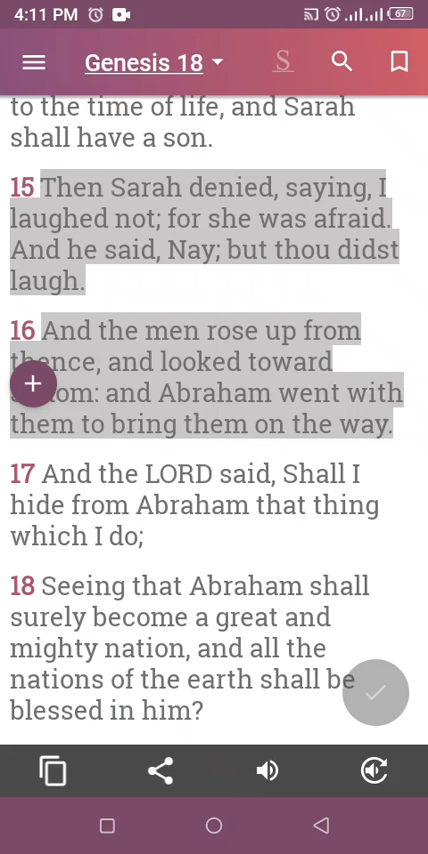 4:11 PM 67
Genesis 18 S
to the time of life, and Sarah
shall have a son.
15 Then Sarah denied, saying, I
laughed not; for she was afraid.
And he said, Nay; but thou didst
laugh.
16 And the men rose up from
and looked toward
and Abraham went with
them to bring them on the way.
17 And the LORD said, Shall I
hide from Abraham that thing
which I do;
18 Seeing that Abraham shall
surely become a great and
mighty nation, and all the
nations of the earth shall be
blessed in him?